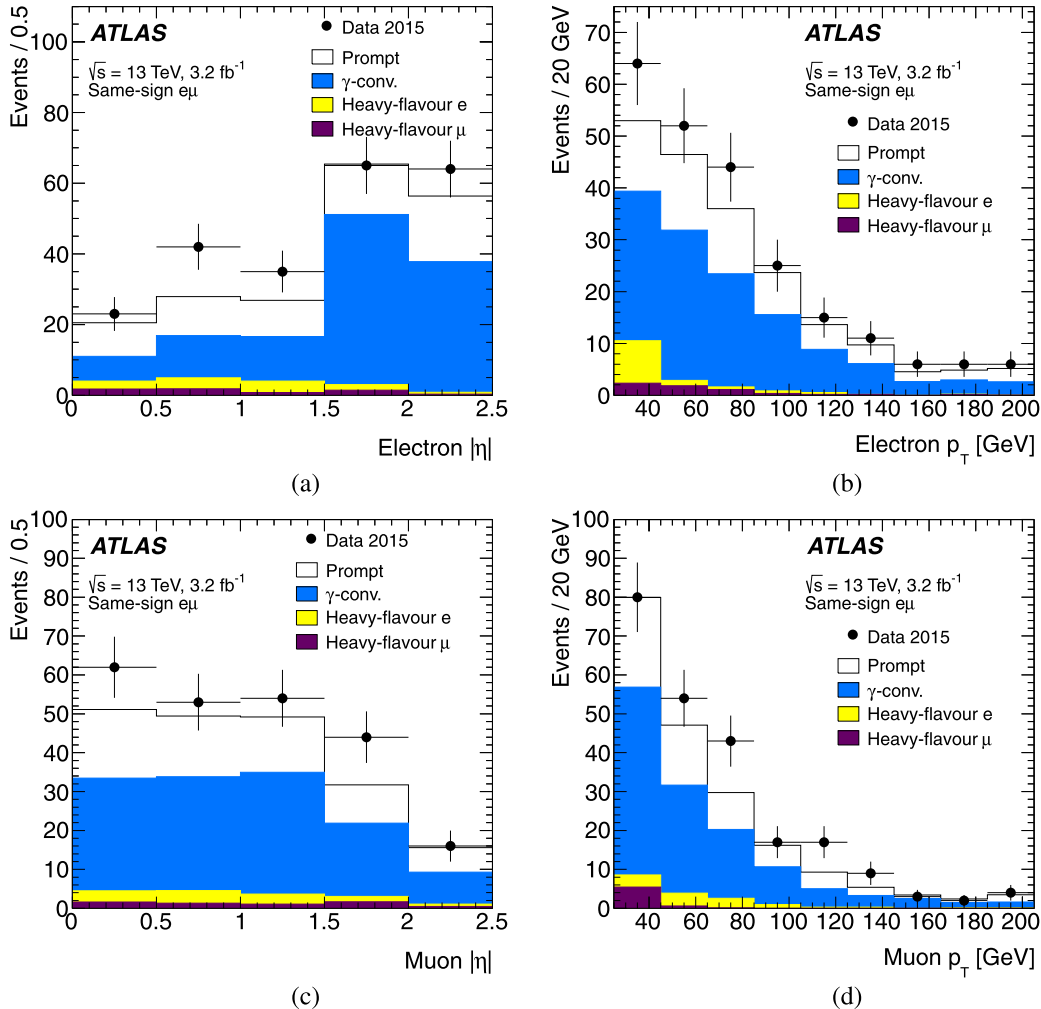 Events / 0.5
100
80
60
40
20
0
ATLAS
√s = 13 TeV, 3.2 fb⁻¹
Same-sign eμ
Data 2015
Prompt
γ-conv.
Heavy-flavour e
Heavy-flavour μ
0 0.5 1 1.5 2 2.5
Electron |η|
(a)
Events / 20 GeV
70
60
50
40
30
20
10
0
ATLAS
√s = 13 TeV, 3.2 fb⁻¹
Same-sign eμ
Data 2015
Prompt
γ-conv.
Heavy-flavour e
Heavy-flavour μ
40 60 80 100 120 140 160 180 200
Electron p_T [GeV]
(b)
Events / 0.5
100
90
80
70
60
50
40
30
20
10
0
ATLAS
√s = 13 TeV, 3.2 fb⁻¹
Same-sign eμ
Data 2015
Prompt
γ-conv.
Heavy-flavour e
Heavy-flavour μ
0 0.5 1 1.5 2 2.5
Muon |η|
(c)
Events / 20 GeV
100
90
80
70
60
50
40
30
20
10
0
ATLAS
√s = 13 TeV, 3.2 fb⁻¹
Same-sign eμ
Data 2015
Prompt
γ-conv.
Heavy-flavour e
Heavy-flavour μ
40 60 80 100 120 140 160 180 200
Muon p_T [GeV]
(d)